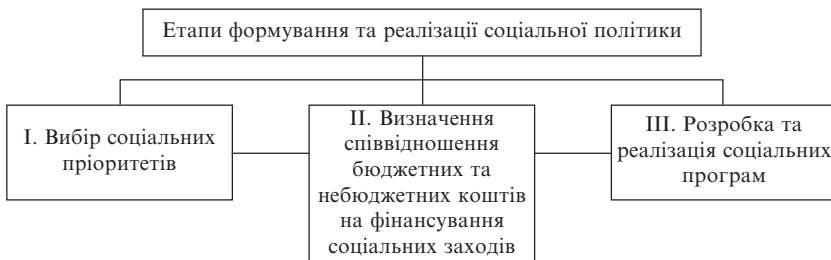 Етапи формування та реалізації соціальної політики
I. Вибір соціальних
пріоритетів
II. Визначення
співвідношення
бюджетних та
небюджетних коштів
на фінансування
соціальних заходів
III. Розробка та
реалізація соціальних
програм